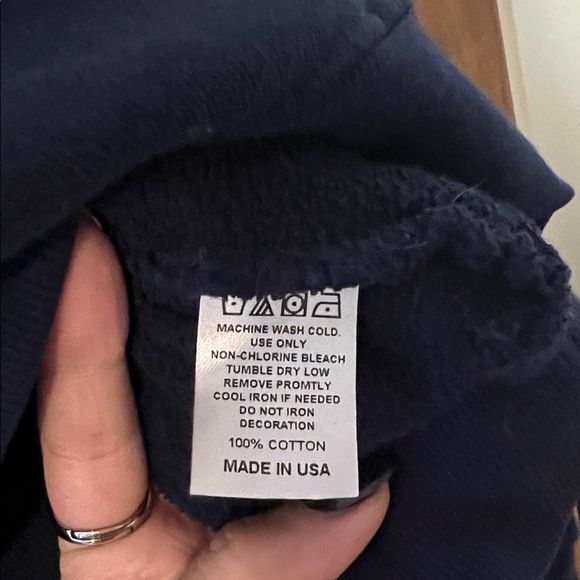 MACHINE WASH COLD.
USE ONLY
NON-CHLORINE BLEACH
TUMBLE DRY LOW
REMOVE PROMTLY
COOL IRON IF NEEDED
DO NOT IRON
DECORATION
100% COTTON
MADE IN USA